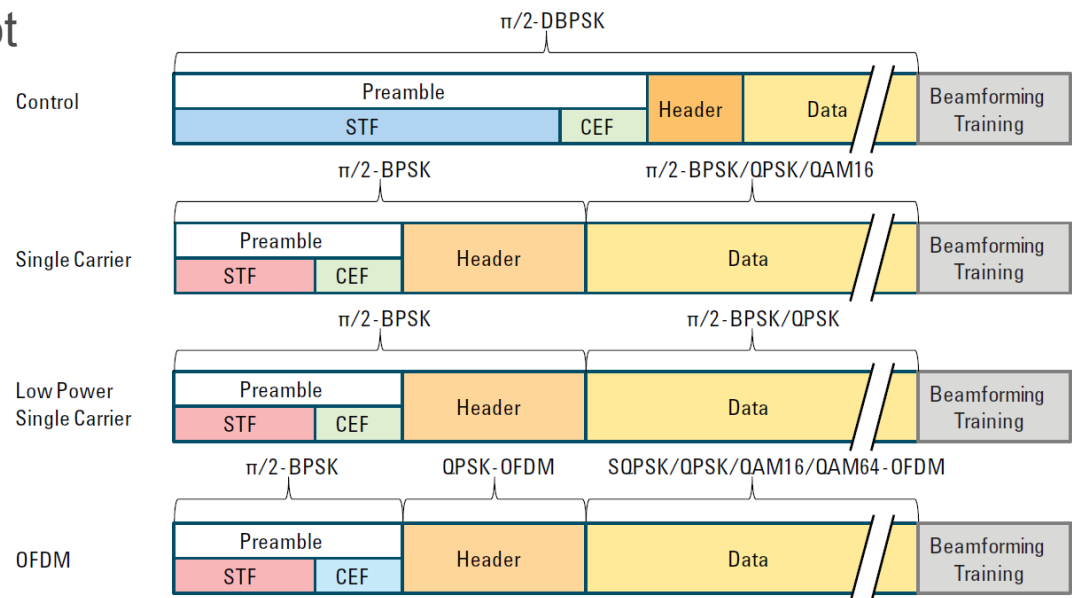 ot
π/2-DBPSK
Control
Preamble
STF
CEF
Header
Data
Beamforming
Training
π/2-BPSK
π/2-BPSK/QPSK/QAM16
Single Carrier
Preamble
STF
CEF
Header
Data
Beamforming
Training
π/2-BPSK
π/2-BPSK/QPSK
Low Power
Single Carrier
Preamble
STF
CEF
Header
Data
Beamforming
Training
π/2-BPSK
QPSK-OFDM
SQPSK/QPSK/QAM16/QAM64-OFDM
OFDM
Preamble
STF
CEF
Header
Data
Beamforming
Training